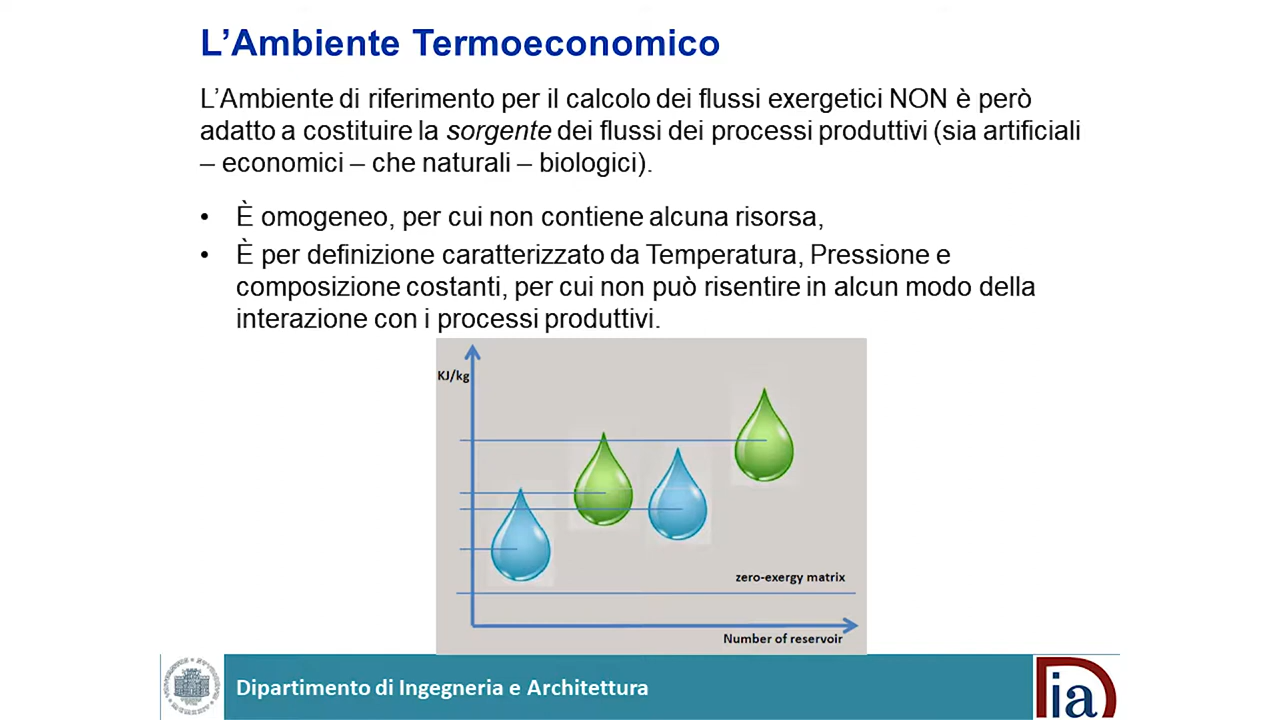 L’Ambiente Termoeconomico
L’Ambiente di riferimento per il calcolo dei flussi exergetici NON è però
adatto a costituire la sorgente dei flussi dei processi produttivi (sia artificiali
– economici – che naturali – biologici).
• È omogeneo, per cui non contiene alcuna risorsa,
• È per definizione caratterizzato da Temperatura, Pressione e
composizione costanti, per cui non può risentire in alcun modo della
interazione con i processi produttivi.
KJ/kg
zero-exergy matrix
Number of reservoir
Dipartimento di Ingegneria e Architettura
ia